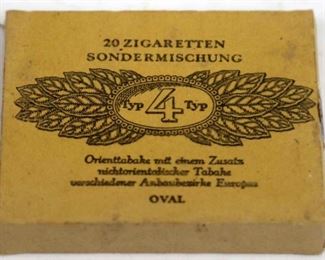 20 ZIGARETTEN
SONDERMISCHUNG
Typ 4 Typ
Orienttabake mit einem Zusatz
nichtorientalischer Tabake
verschiedener Anbaubezirke Europas
OVAL